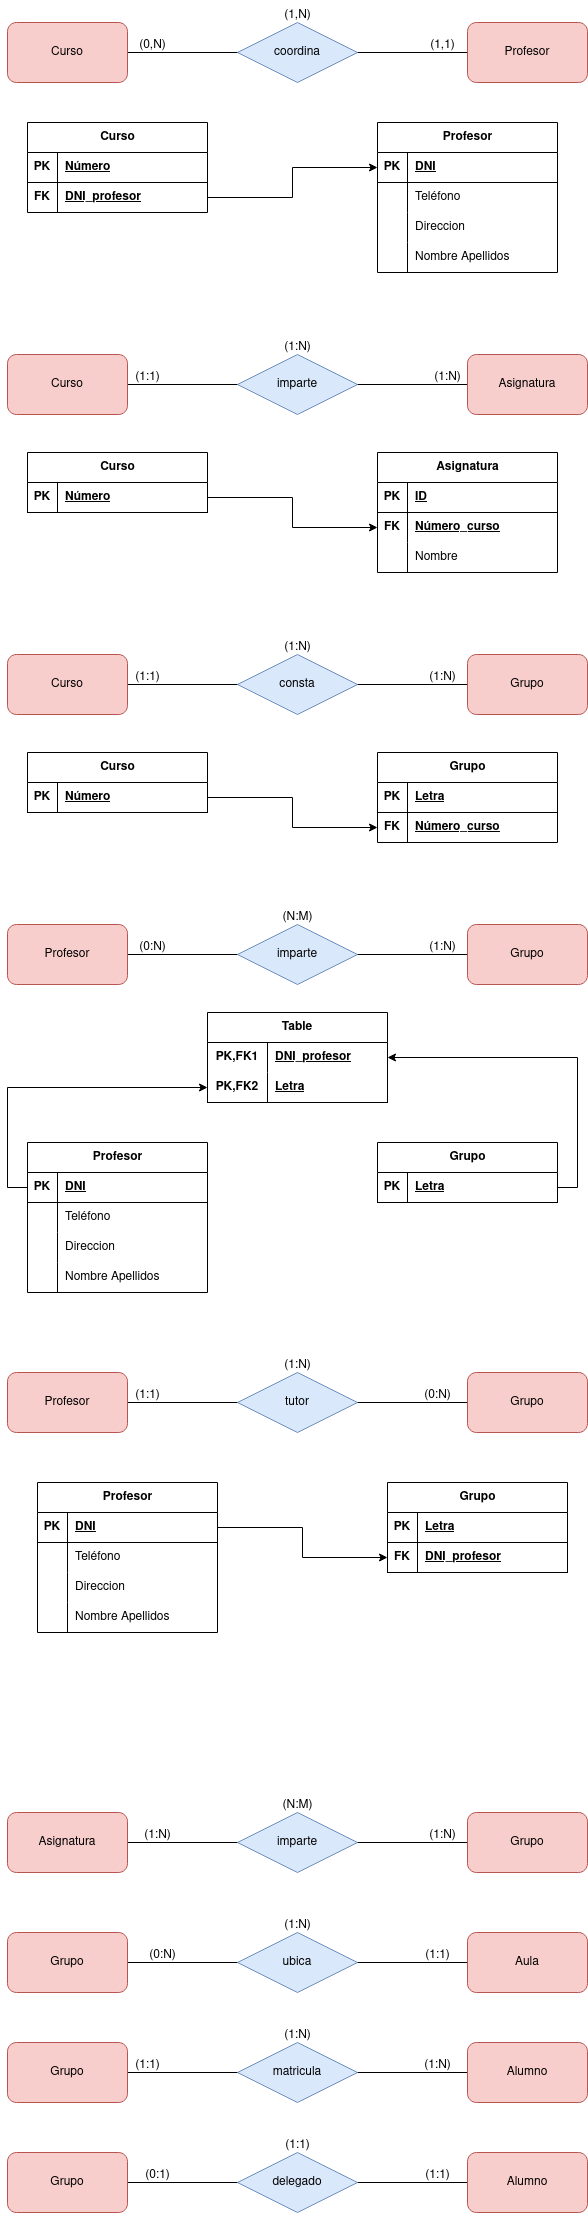 (1,N)
Curso (0,N) coordina (1,1) Profesor
Curso Profesor
PK Número PK DNI
FK DNI_profesor Teléfono
Direccion
Nombre Apellidos
(1:N)
Curso (1:1) imparte (1:N) Asignatura
Curso Asignatura
PK Número PK ID
FK Número_curso
Nombre
(1:N)
Curso (1:1) consta (1:N) Grupo
Curso Grupo
PK Número PK Letra
FK Número_curso
(N:M)
Profesor (0:N) imparte (1:N) Grupo
Table
PK,FK1 DNI_profesor
PK,FK2 Letra
Profesor Grupo
PK DNI PK Letra
Teléfono
Direccion
Nombre Apellidos
(1:N)
Profesor (1:1) tutor (0:N) Grupo
Profesor Grupo
PK DNI PK Letra
Teléfono FK DNI_profesor
Direccion
Nombre Apellidos
(N:M)
Asignatura (1:N) imparte (1:N) Grupo
(1:N)
Grupo (0:N) ubica (1:1) Aula
(1:N)
Grupo (1:1) matricula (1:N) Alumno
(1:1)
Grupo (0:1) delegado (1:1) Alumno